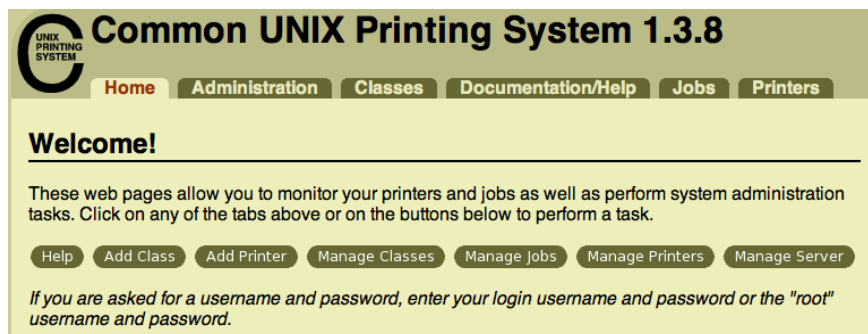 UNIX
PRINTING
SYSTEM
Common UNIX Printing System 1.3.8
Home Administration Classes Documentation/Help Jobs Printers
Welcome!
These web pages allow you to monitor your printers and jobs as well as perform system administration
tasks. Click on any of the tabs above or on the buttons below to perform a task.
Help Add Class Add Printer Manage Classes Manage Jobs Manage Printers Manage Server
If you are asked for a username and password, enter your login username and password or the "root"
username and password.